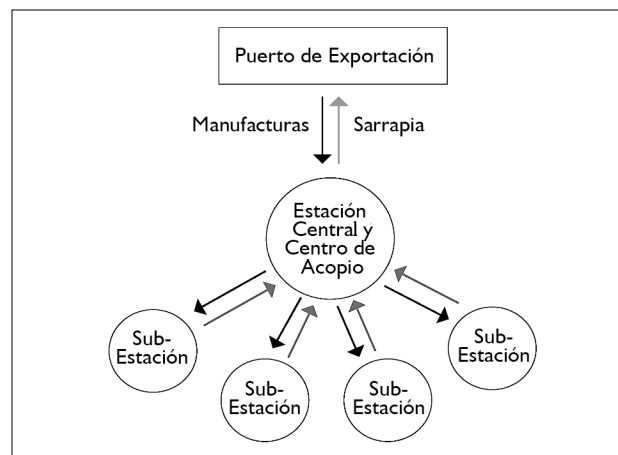 Puerto de Exportación
Manufacturas
Sarrapia
Estación
Central y
Centro de
Acopio
Sub-
Estación
Sub-
Estación
Sub-
Estación
Sub-
Estación